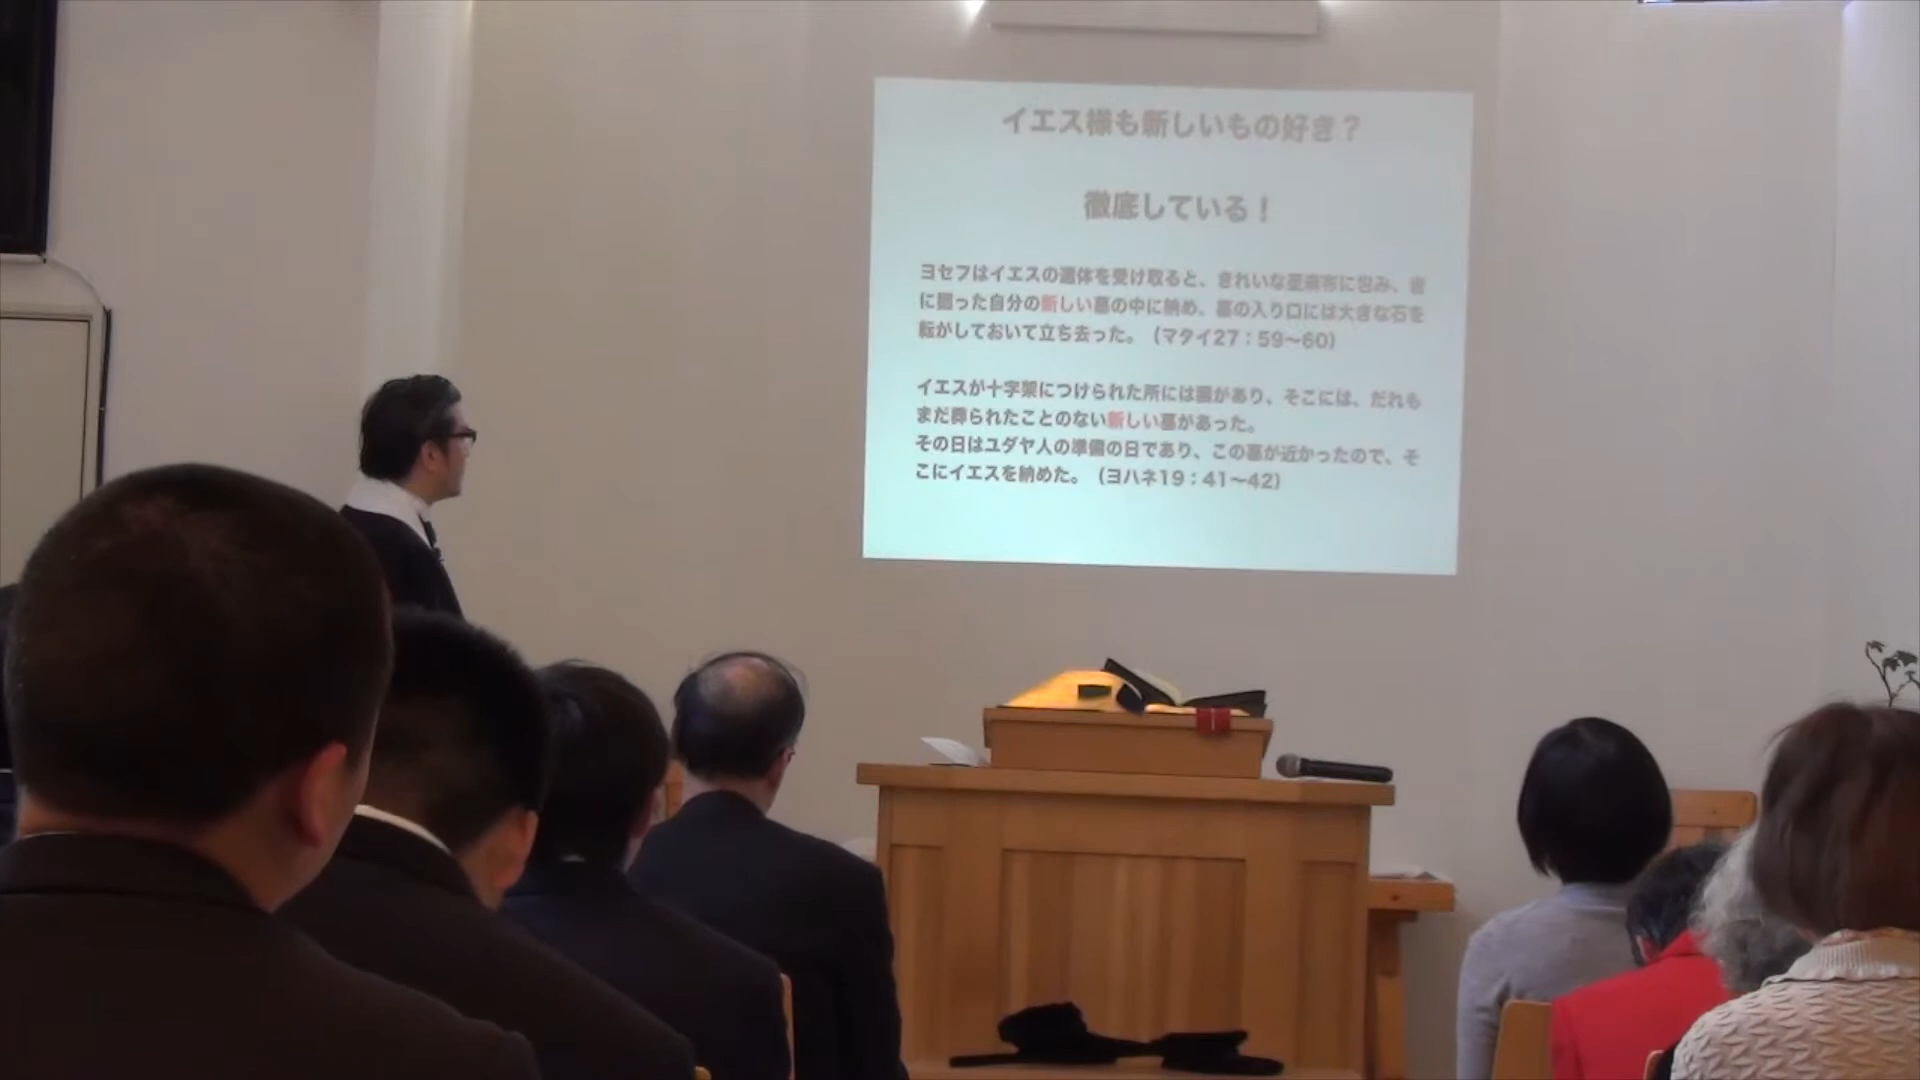 イエス様も新しいもの好き？
徹底している！
ヨセフはイエスの遺体を受け取ると、きれいな亜麻布に包み、岩
に掘った自分の新しい墓の中に納め、墓の入り口には大きな石を
転がしておいて立ち去った。（マタイ27：59〜60）
イエスが十字架につけられた所には園があり、そこには、だれも
まだ葬られたことのない新しい墓があった。
その日はユダヤ人の準備の日であり、この墓が近かったので、そ
こにイエスを納めた。（ヨハネ19：41〜42）